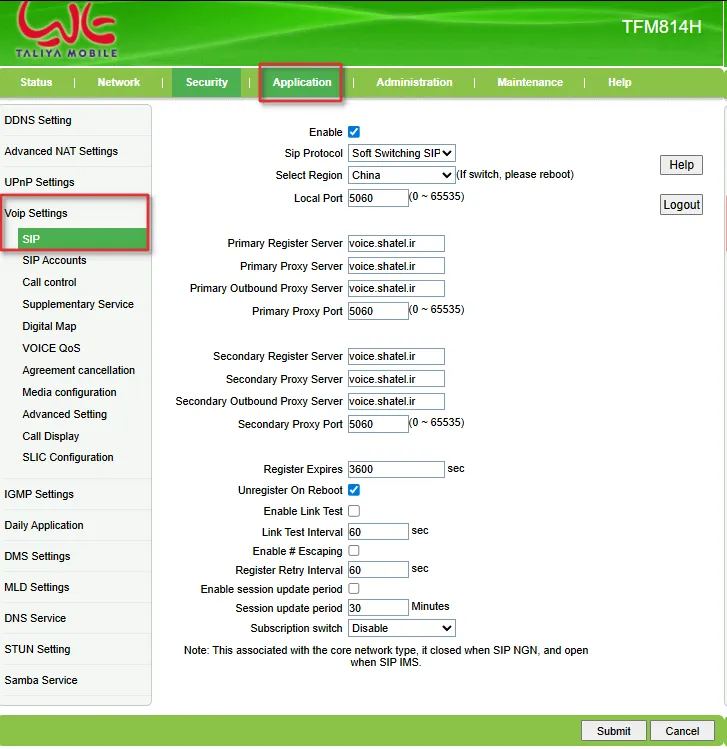 TALIYA MOBILE
TFM814H
Status | Network | Security | Application | Administration | Maintenance | Help
DDNS Setting
Advanced NAT Settings
UPnP Settings
Voip Settings
SIP
SIP Accounts
Call control
Supplementary Service
Digital Map
VOICE QoS
Agreement cancellation
Media configuration
Advanced Setting
Call Display
SLIC Configuration
IGMP Settings
Daily Application
DMS Settings
MLD Settings
DNS Service
STUN Setting
Samba Service
Enable
Sip Protocol Soft Switching SIP
Select Region China (If switch, please reboot)
Local Port 5060 (0 ~ 65535)
Primary Register Server voice.shatel.ir
Primary Proxy Server voice.shatel.ir
Primary Outbound Proxy Server voice.shatel.ir
Primary Proxy Port 5060 (0 ~ 65535)
Secondary Register Server voice.shatel.ir
Secondary Proxy Server voice.shatel.ir
Secondary Outbound Proxy Server voice.shatel.ir
Secondary Proxy Port 5060 (0 ~ 65535)
Register Expires 3600 sec
Unregister On Reboot
Enable Link Test
Link Test Interval 60 sec
Enable # Escaping
Register Retry Interval 60 sec
Enable session update period
Session update period 30 Minutes
Subscription switch Disable
Note: This associated with the core network type, it closed when SIP NGN, and open
when SIP IMS.
Help
Logout
Submit Cancel